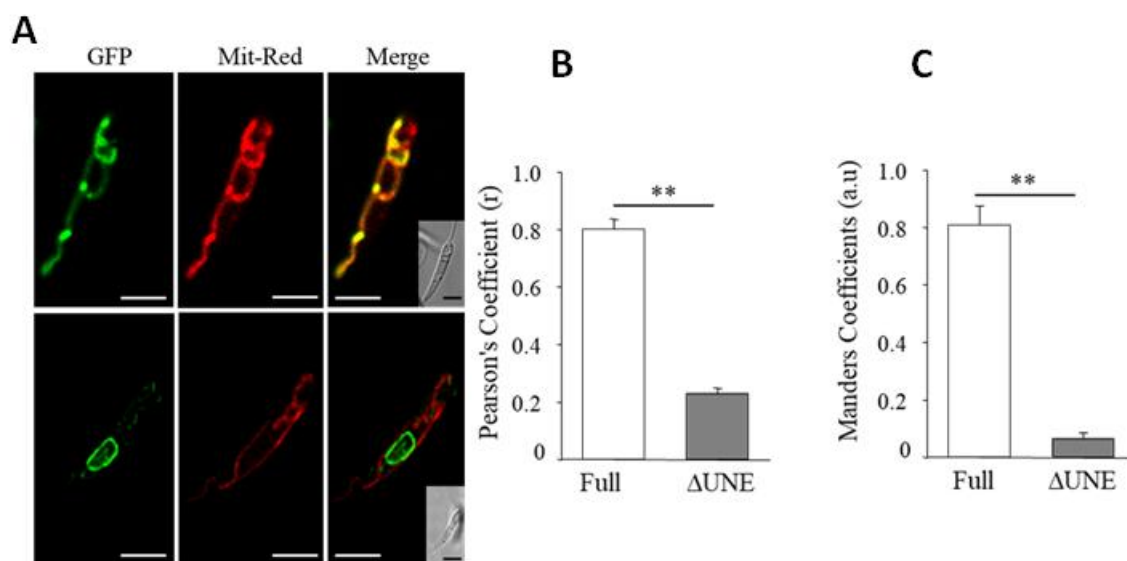 A
GFP Mit-Red Merge
B
Pearson's Coefficient (r)
1.0
0.8
0.6
0.4
0.2
0
**
Full ΔUNE
C
Manders Coefficients (a.u)
1.0
0.8
0.6
0.4
0.2
0
**
Full ΔUNE